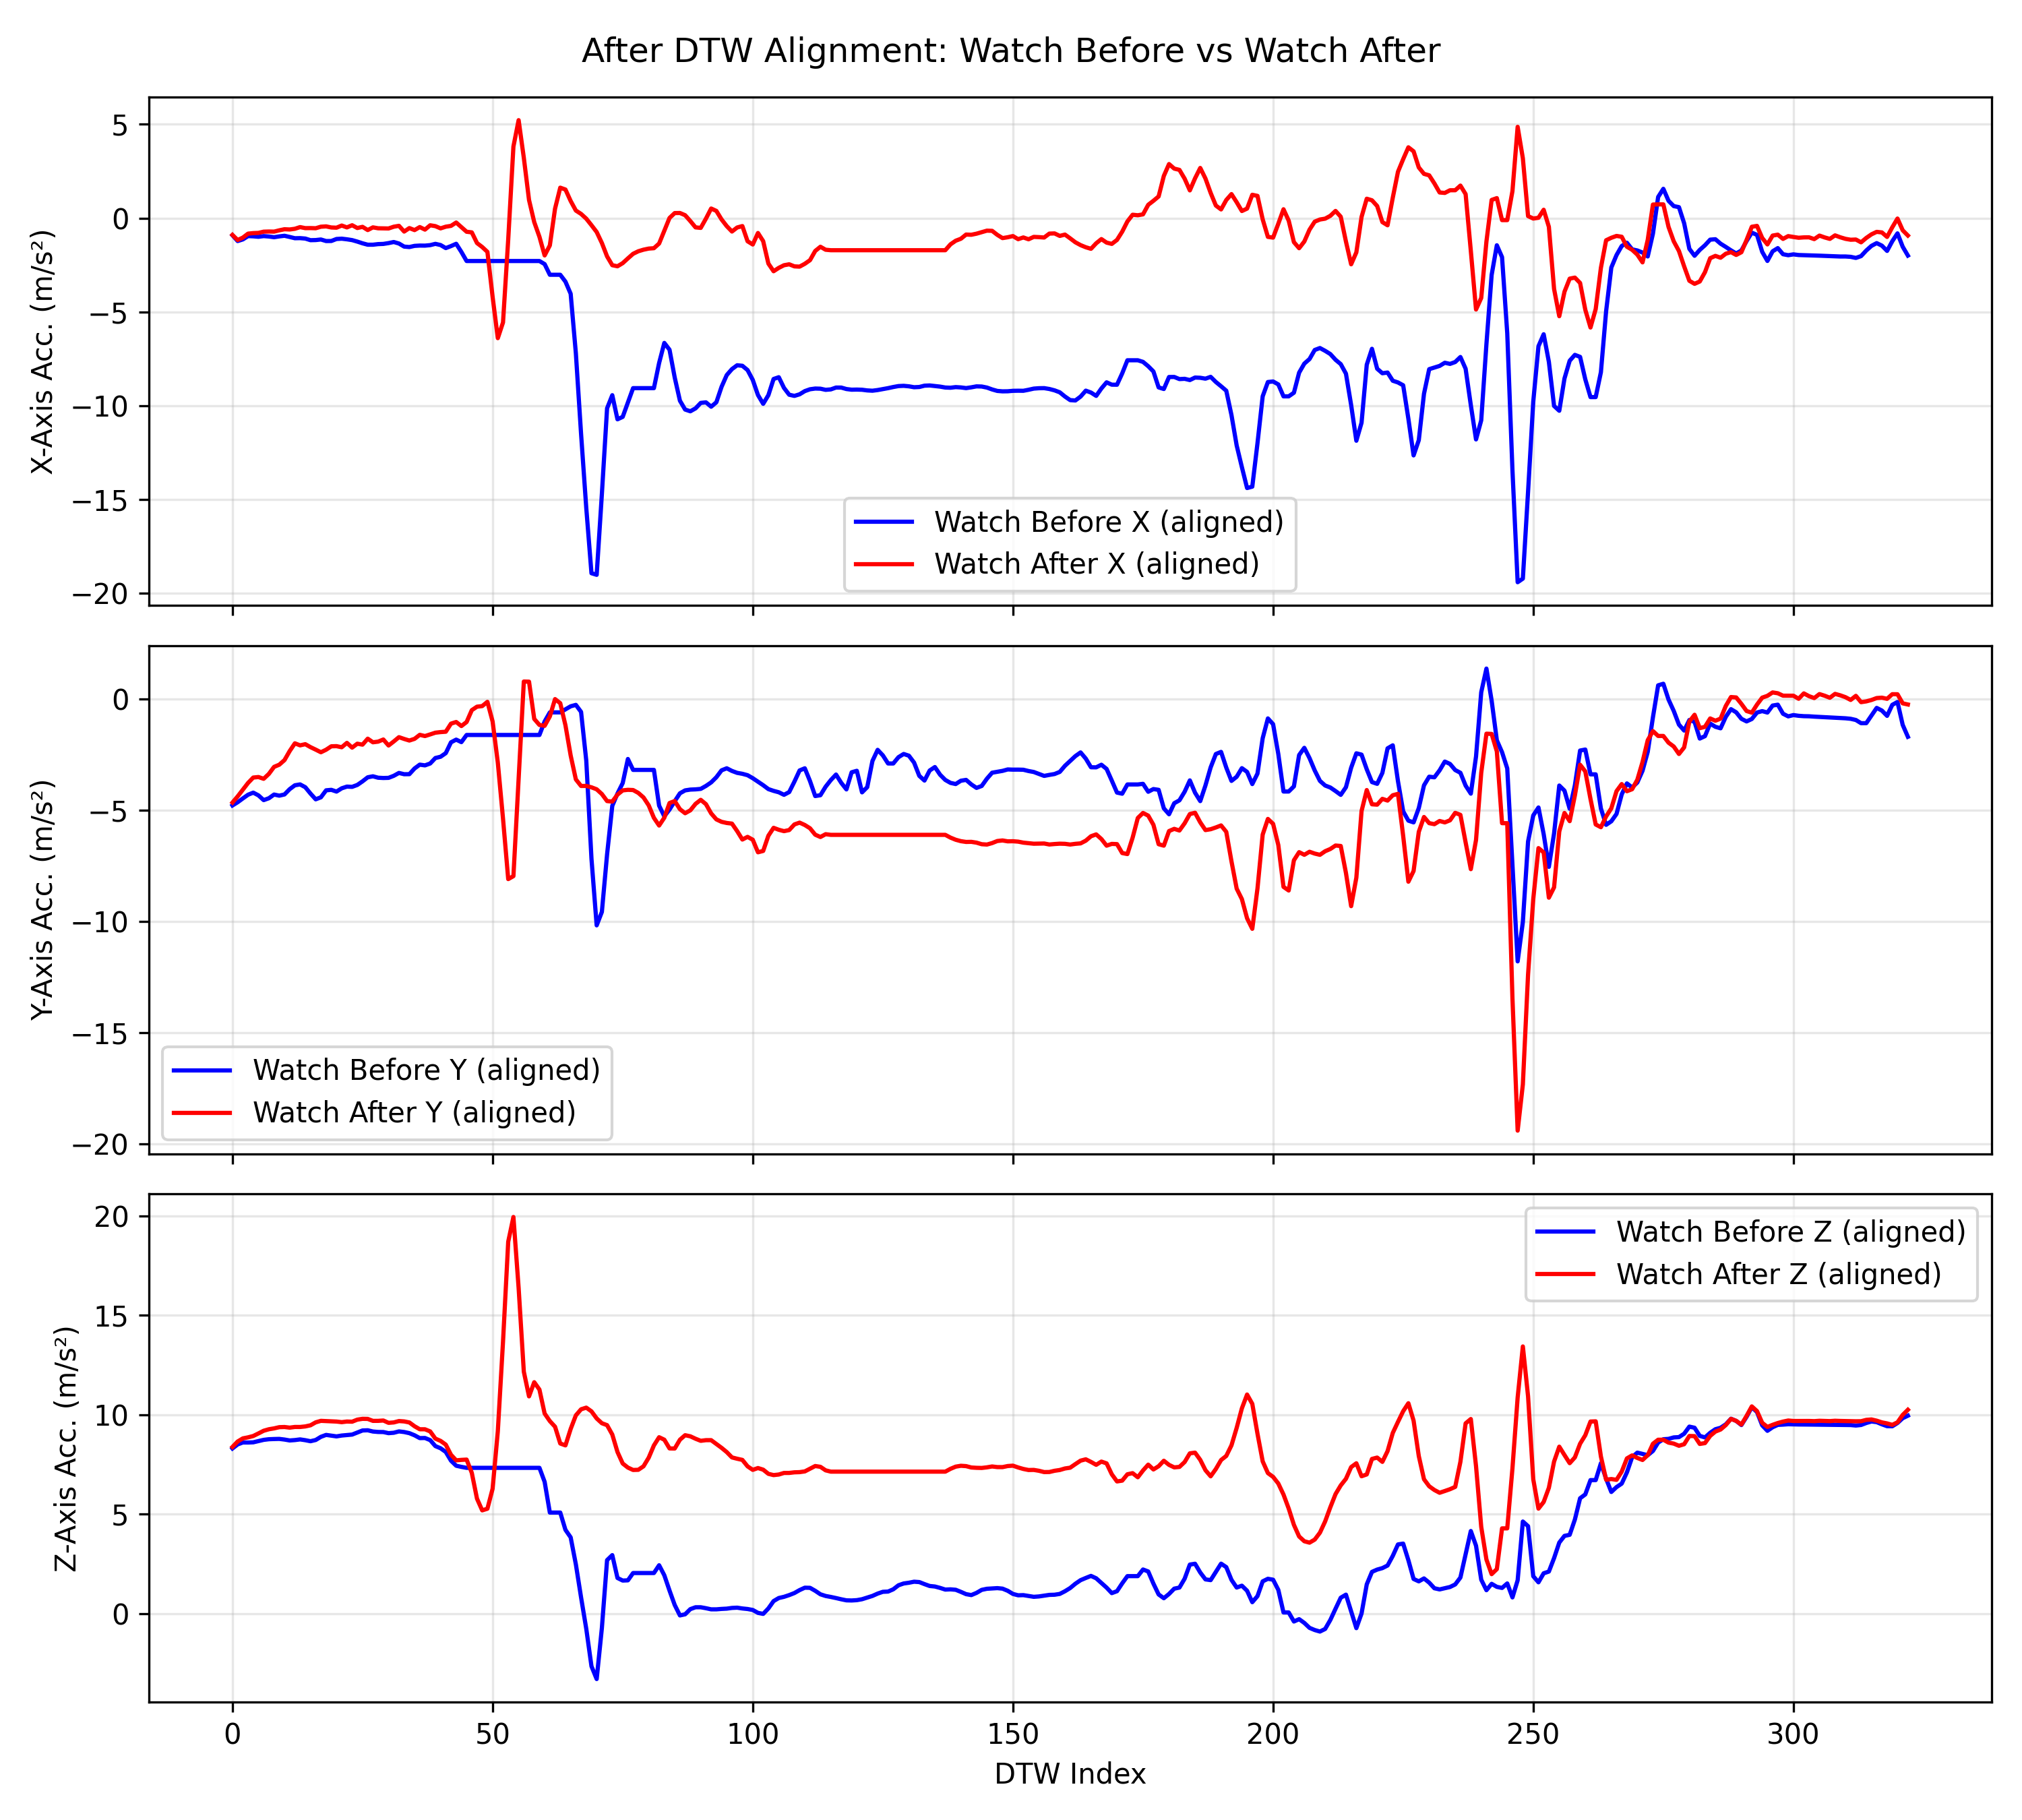 After DTW Alignment: Watch Before vs Watch After
X-Axis Acc. (m/s²)
5
0
−5
−10
−15
−20
Watch Before X (aligned)
Watch After X (aligned)
Y-Axis Acc. (m/s²)
0
−5
−10
−15
−20
Watch Before Y (aligned)
Watch After Y (aligned)
Z-Axis Acc. (m/s²)
20
15
10
5
0
Watch Before Z (aligned)
Watch After Z (aligned)
0 50 100 150 200 250 300
DTW Index